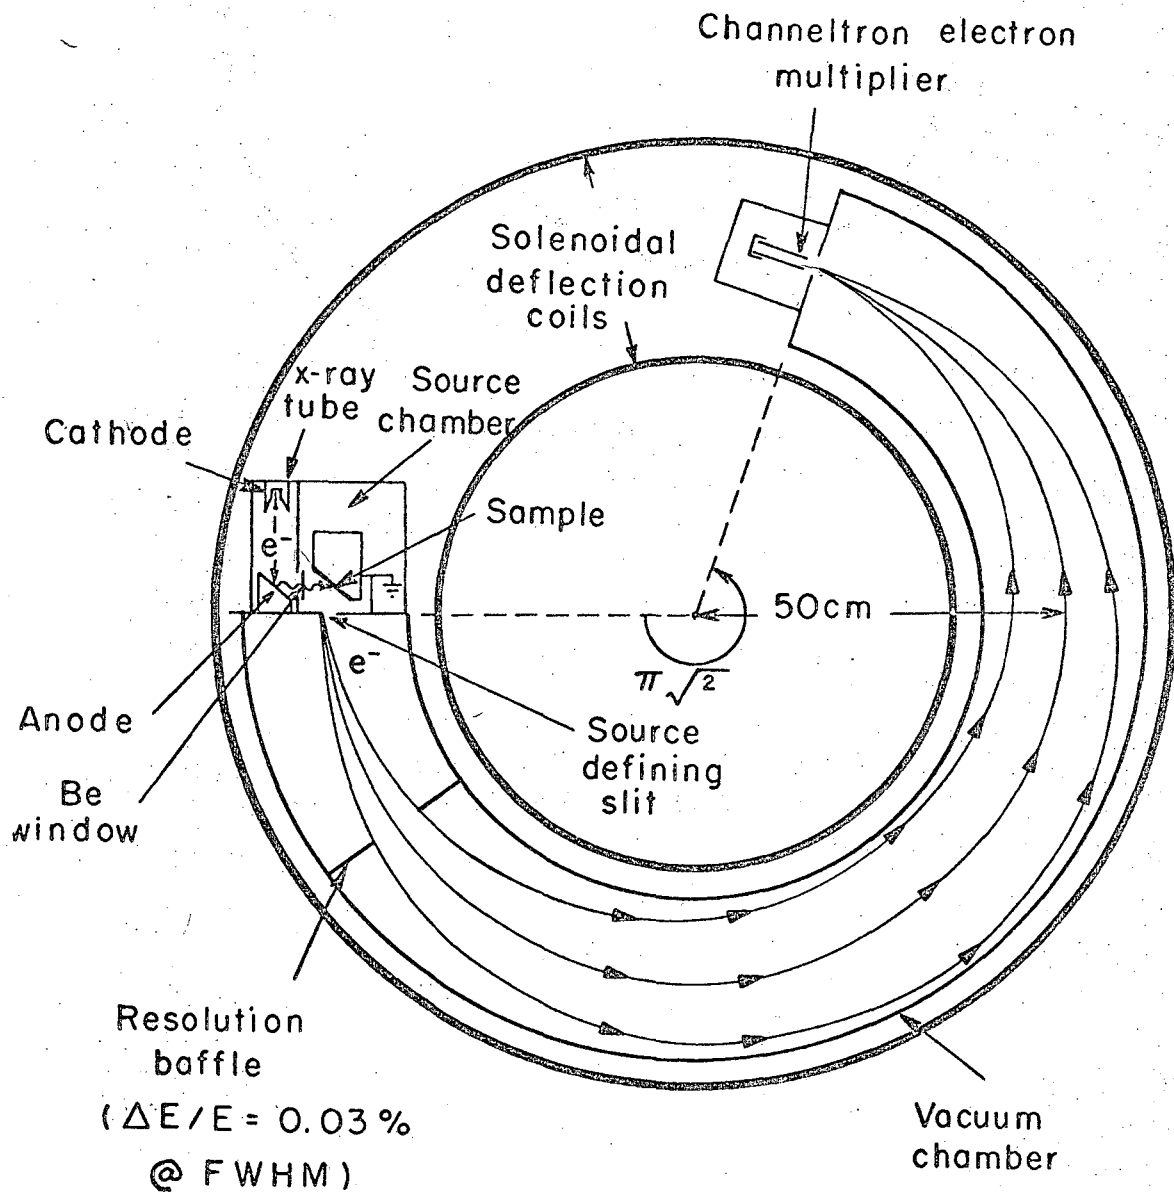 Channeltron electron
multiplier
Solenoidal
deflection
coils
x-ray
tube
Source
chamber
Cathode
Sample
e⁻
50cm
e⁻
π√2
Anode
Source
defining
slit
Be
window
Resolution
baffle
(ΔE/E = 0.03%
@ FWHM)
Vacuum
chamber